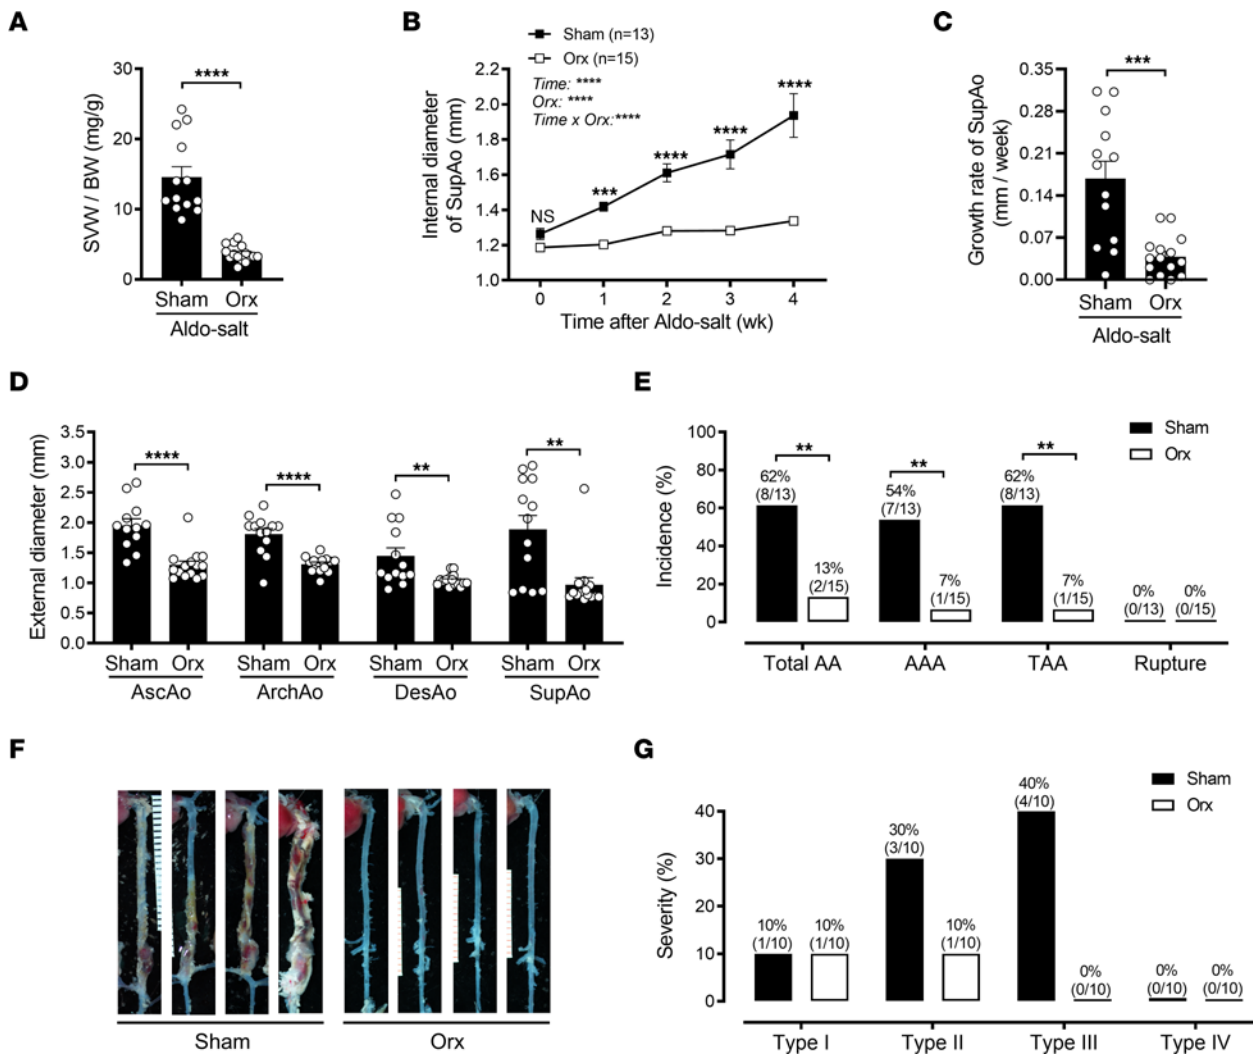 A
SVW / BW (mg/g)
30
20
10
0
****
Sham Orx
Aldo-salt
B
Sham (n=13)
Orx (n=15)
Time: ****
Orx: ****
Time x Orx:****
Internal diameter
of SupAo (mm)
2.2
2.0
1.8
1.6
1.4
1.2
1.0
NS
***
****
****
****
0 1 2 3 4
Time after Aldo-salt (wk)
C
Growth rate of SupAo
(mm / week)
0.35
0.28
0.21
0.14
0.07
0.00
***
Sham Orx
Aldo-salt
D
External diameter (mm)
3.5
3.0
2.5
2.0
1.5
1.0
0.5
0.0
****
****
**
**
Sham Orx Sham Orx Sham Orx Sham Orx
AscAo ArchAo DesAo SupAo
E
Sham
Orx
Incidence (%)
100
80
60
40
20
0
**
**
**
62%
(8/13)
13%
(2/15)
54%
(7/13)
7%
(1/15)
62%
(8/13)
7%
(1/15)
0%
(0/13)
0%
(0/15)
Total AA AAA TAA Rupture
F
Sham Orx
G
Sham
Orx
Severity (%)
40
30
20
10
0
10%
(1/10)
10%
(1/10)
30%
(3/10)
10%
(1/10)
40%
(4/10)
0%
(0/10)
0%
(0/10)
0%
(0/10)
Type I Type II Type III Type IV